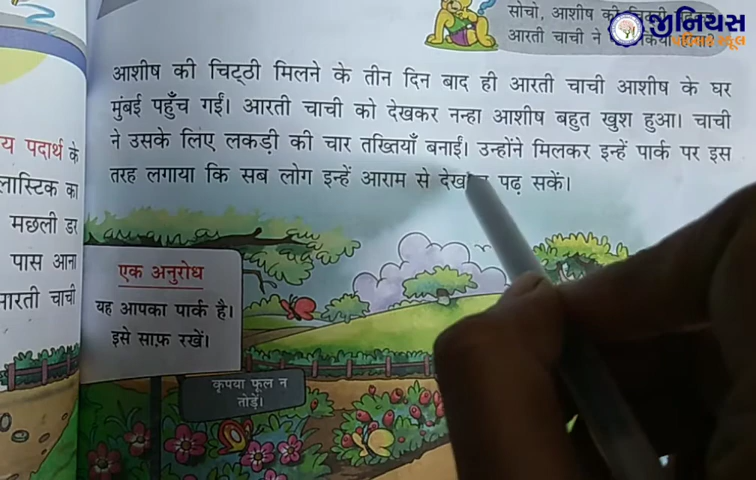 सोचो, आशीष की
आरती चाची ने
જીનિયસ
आशीष की चिट्ठी मिलने के तीन दिन बाद ही आरती चाची आशीष के घर
मुंबई पहुँच गईं। आरती चाची को देखकर नन्हा आशीष बहुत खुश हुआ। चाची
ने उसके लिए लकड़ी की चार तख्तियाँ बनाईं। उन्होंने मिलकर इन्हें पार्क पर इस
तरह लगाया कि सब लोग इन्हें आराम से पढ़ सकें।
य पदार्थ के
लास्टिक का
मछली डर
पास आना
आरती चाची
एक अनुरोध
यह आपका पार्क है।
इसे साफ़ रखें।
कृपया फूल न
तोड़ें।